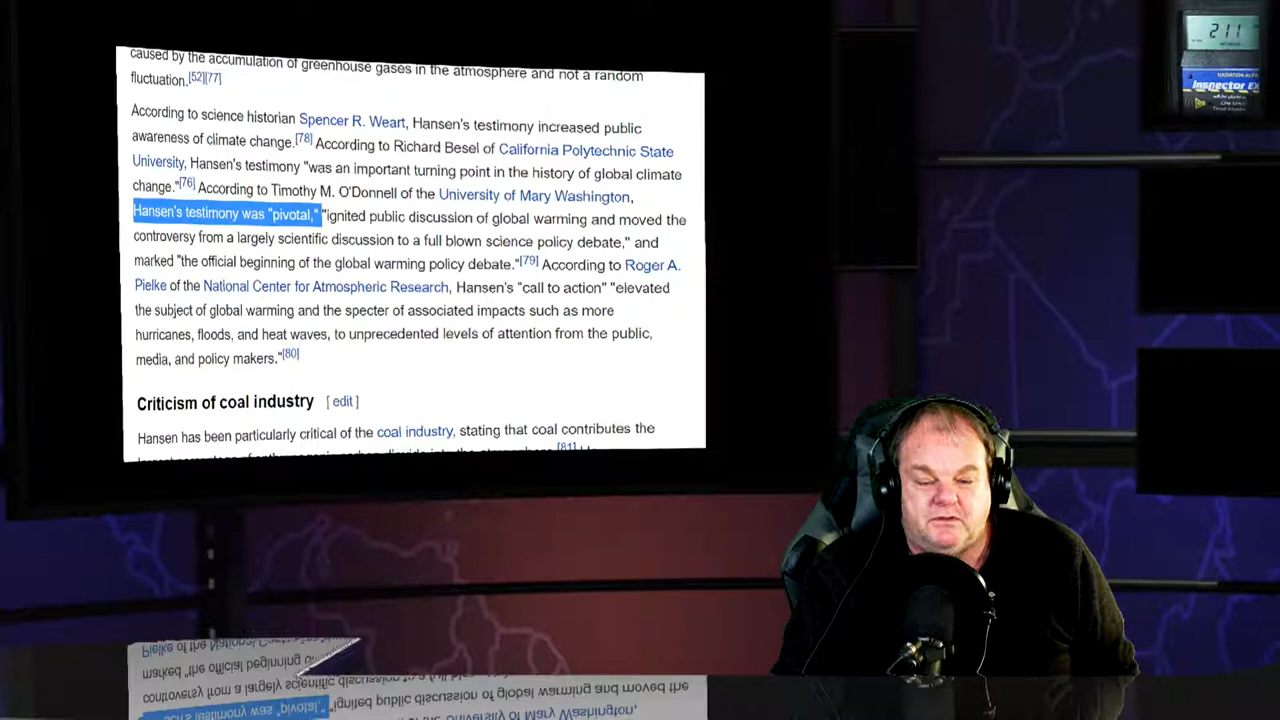 caused by the accumulation of greenhouse gases in the atmosphere and not a random
fluctuation.[52][77]
According to science historian Spencer R. Weart, Hansen's testimony increased public
awareness of climate change.[78] According to Richard Besel of California Polytechnic State
University, Hansen's testimony "was an important turning point in the history of global climate
change."[76] According to Timothy M. O'Donnell of the University of Mary Washington,
Hansen's testimony was "pivotal," "ignited public discussion of global warming and moved the
controversy from a largely scientific discussion to a full blown science policy debate," and
marked "the official beginning of the global warming policy debate."[79] According to Roger A.
Pielke of the National Center for Atmospheric Research, Hansen's "call to action" "elevated
the subject of global warming and the specter of associated impacts such as more
hurricanes, floods, and heat waves, to unprecedented levels of attention from the public,
media, and policy makers."[80]
Criticism of coal industry [ edit ]
Hansen has been particularly critical of the coal industry, stating that coal contributes the
[81]
211
RADIATION ALERT
Inspector EX